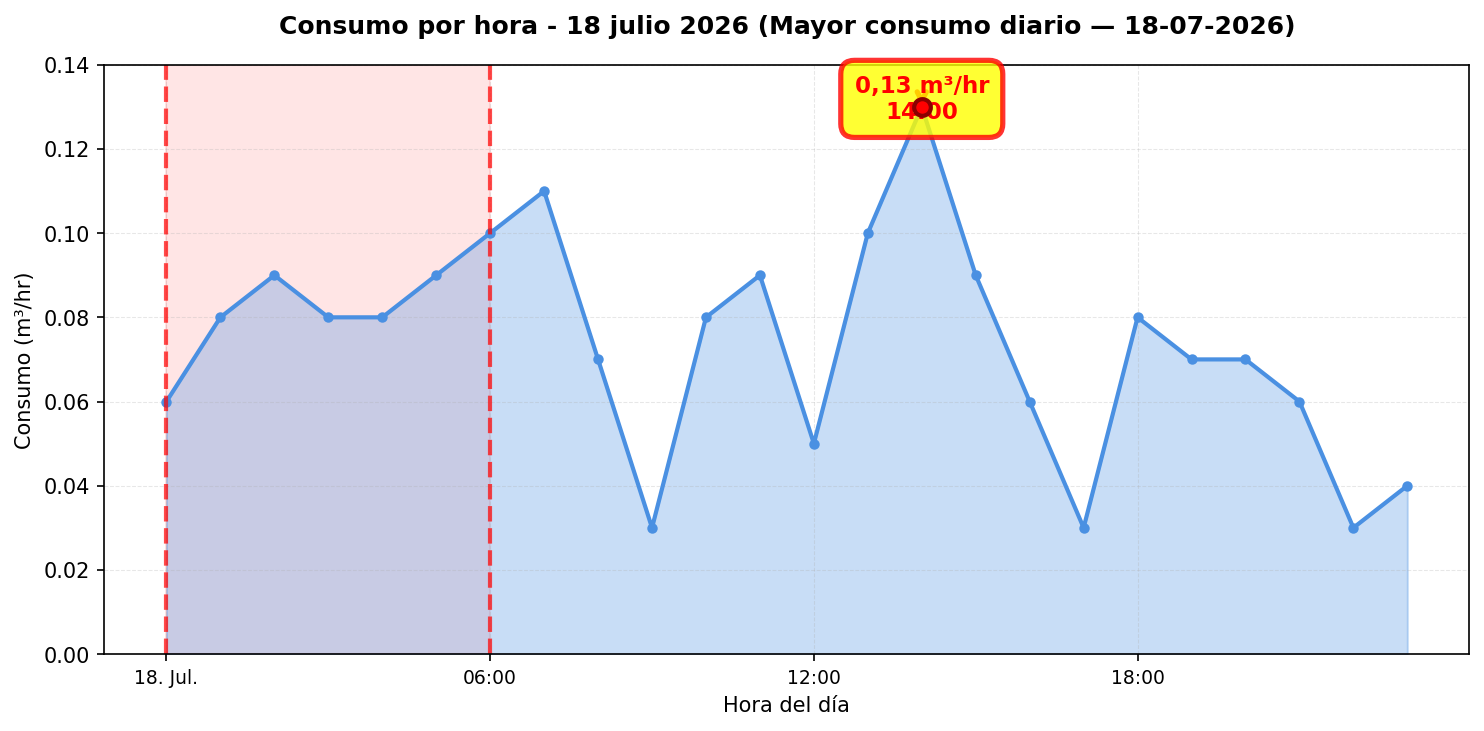 Consumo por hora - 18 julio 2026 (Mayor consumo diario — 18-07-2026)
0,13 m³/hr
14:00
Consumo (m³/hr)
0.14
0.12
0.10
0.08
0.06
0.04
0.02
0.00
18. Jul.
06:00
12:00
18:00
Hora del día